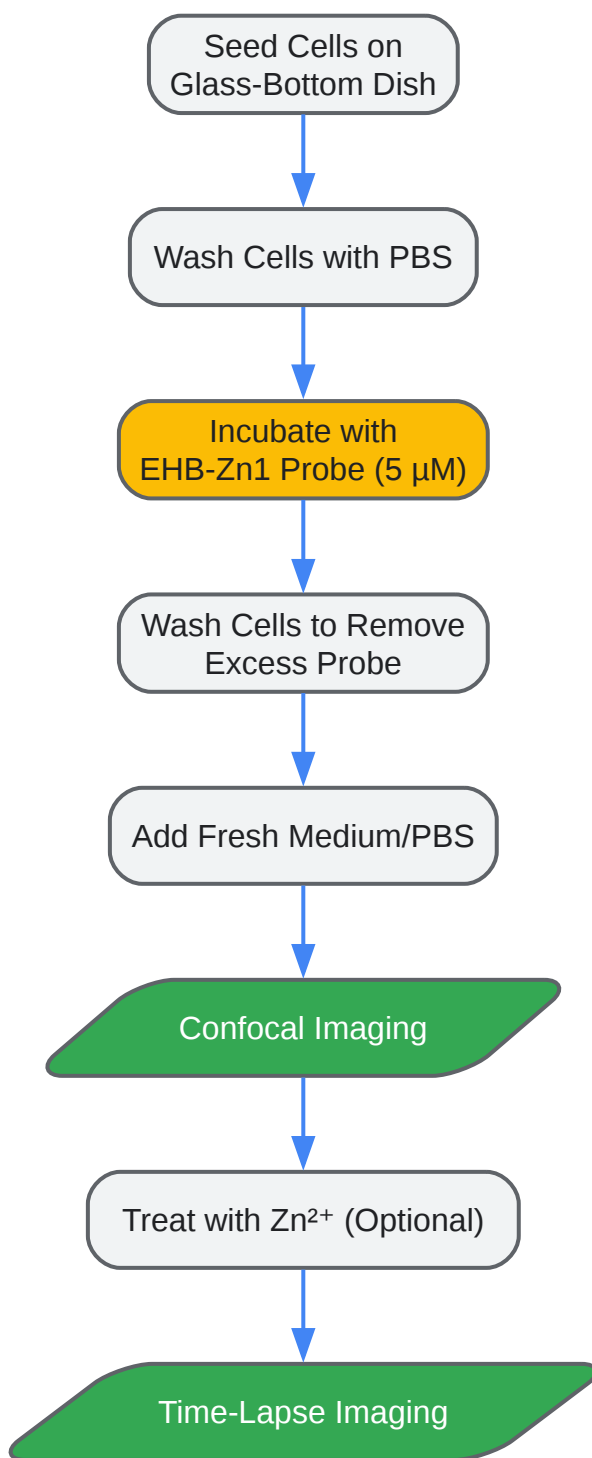 Seed Cells on
Glass-Bottom Dish
Wash Cells with PBS
Incubate with
EHB-Zn1 Probe (5 µM)
Wash Cells to Remove
Excess Probe
Add Fresh Medium/PBS
Confocal Imaging
Treat with Zn²⁺ (Optional)
Time-Lapse Imaging